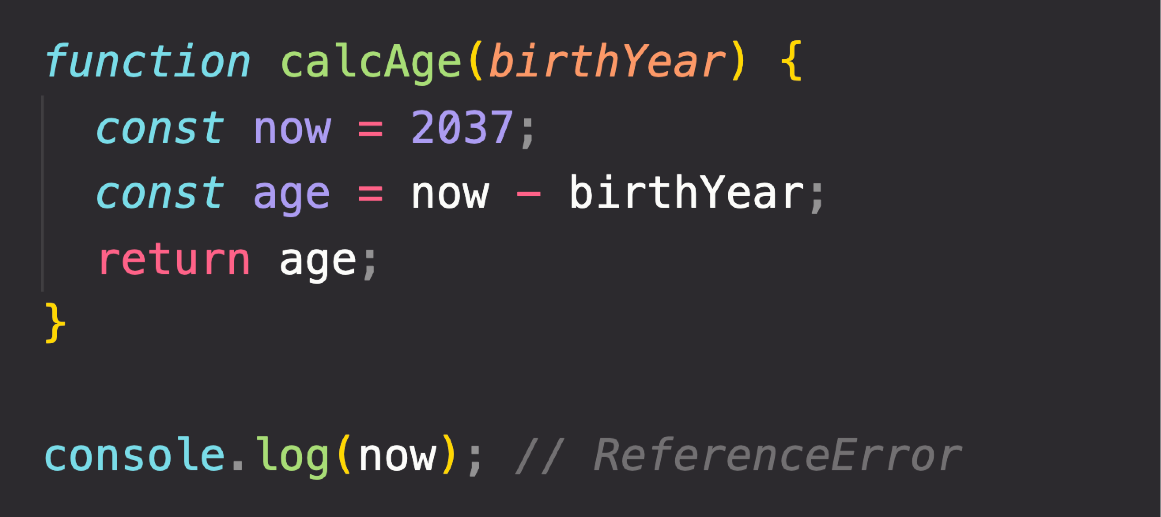 function calcAge(birthYear) {
  const now = 2037;
  const age = now - birthYear;
  return age;
}

console.log(now); // ReferenceError